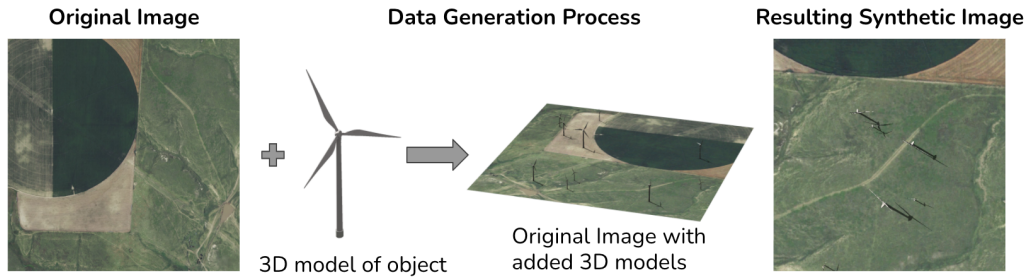 Original Image
Data Generation Process
Resulting Synthetic Image
3D model of object
Original Image with
added 3D models